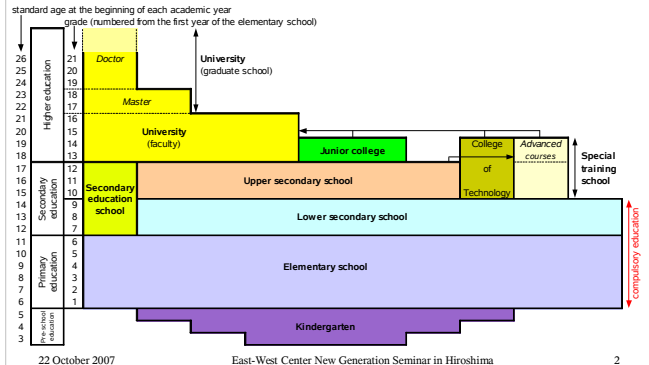 standard age at the beginning of each academic year
grade (numbered from the first year of the elementary school)
26
25
24
23
22
21
20
19
18
17
16
15
14
13
12
11
10
9
8
7
6
5
4
3
Higher education
Secondary
education
Primary
education
Pre-school
education
21
20
19
18
17
16
15
14
13
12
11
10
9
8
7
6
5
4
3
2
1
Doctor
Master
University
(graduate school)
University
(faculty)
Junior college
College
of
Technology
Advanced
courses
Special
training
school
Secondary
education
school
Upper secondary school
Lower secondary school
Elementary school
Kindergarten
compulsory education
22 October 2007
East-West Center New Generation Seminar in Hiroshima
2